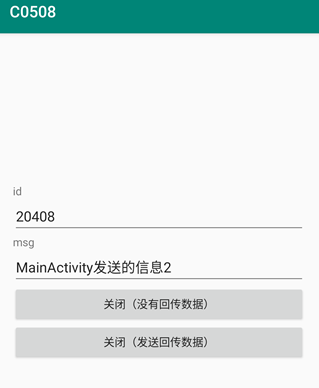 C0508
id
20408
msg
MainActivity发送的信息2
关闭（没有回传数据）
关闭（发送回传数据）